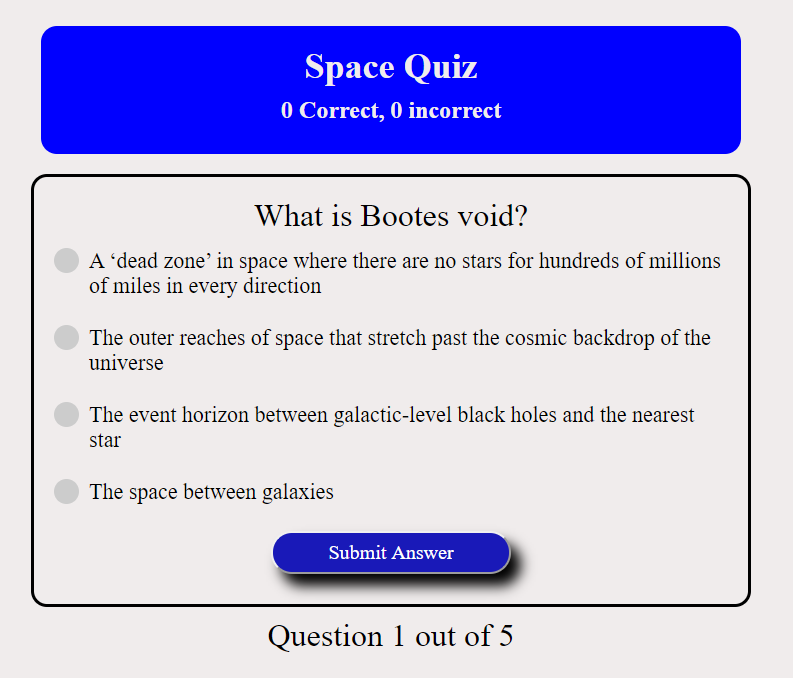 Space Quiz
0 Correct, 0 incorrect
What is Bootes void?
A ‘dead zone’ in space where there are no stars for hundreds of millions
of miles in every direction
The outer reaches of space that stretch past the cosmic backdrop of the
universe
The event horizon between galactic-level black holes and the nearest
star
The space between galaxies
Submit Answer
Question 1 out of 5